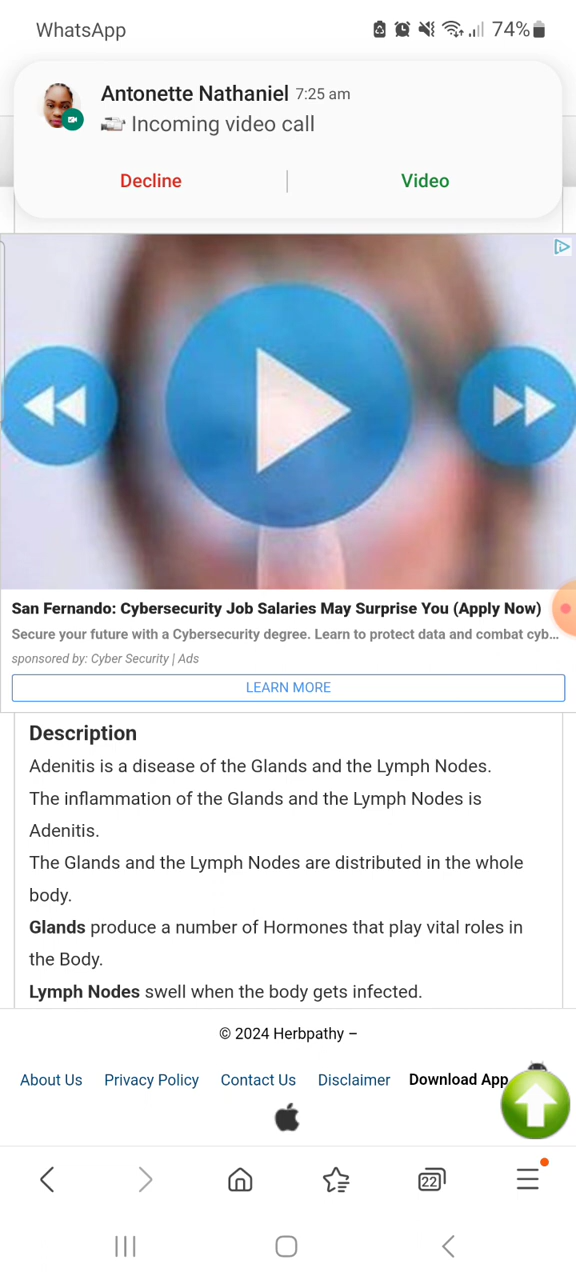 WhatsApp
74%
Antonette Nathaniel 7:25 am
Incoming video call
Decline
Video
San Fernando: Cybersecurity Job Salaries May Surprise You (Apply Now)
Secure your future with a Cybersecurity degree. Learn to protect data and combat cyb...
sponsored by: Cyber Security | Ads
LEARN MORE
Description
Adenitis is a disease of the Glands and the Lymph Nodes.
The inflammation of the Glands and the Lymph Nodes is
Adenitis.
The Glands and the Lymph Nodes are distributed in the whole
body.
Glands produce a number of Hormones that play vital roles in
the Body.
Lymph Nodes swell when the body gets infected.
© 2024 Herbpathy –
About Us Privacy Policy Contact Us Disclaimer Download App
22